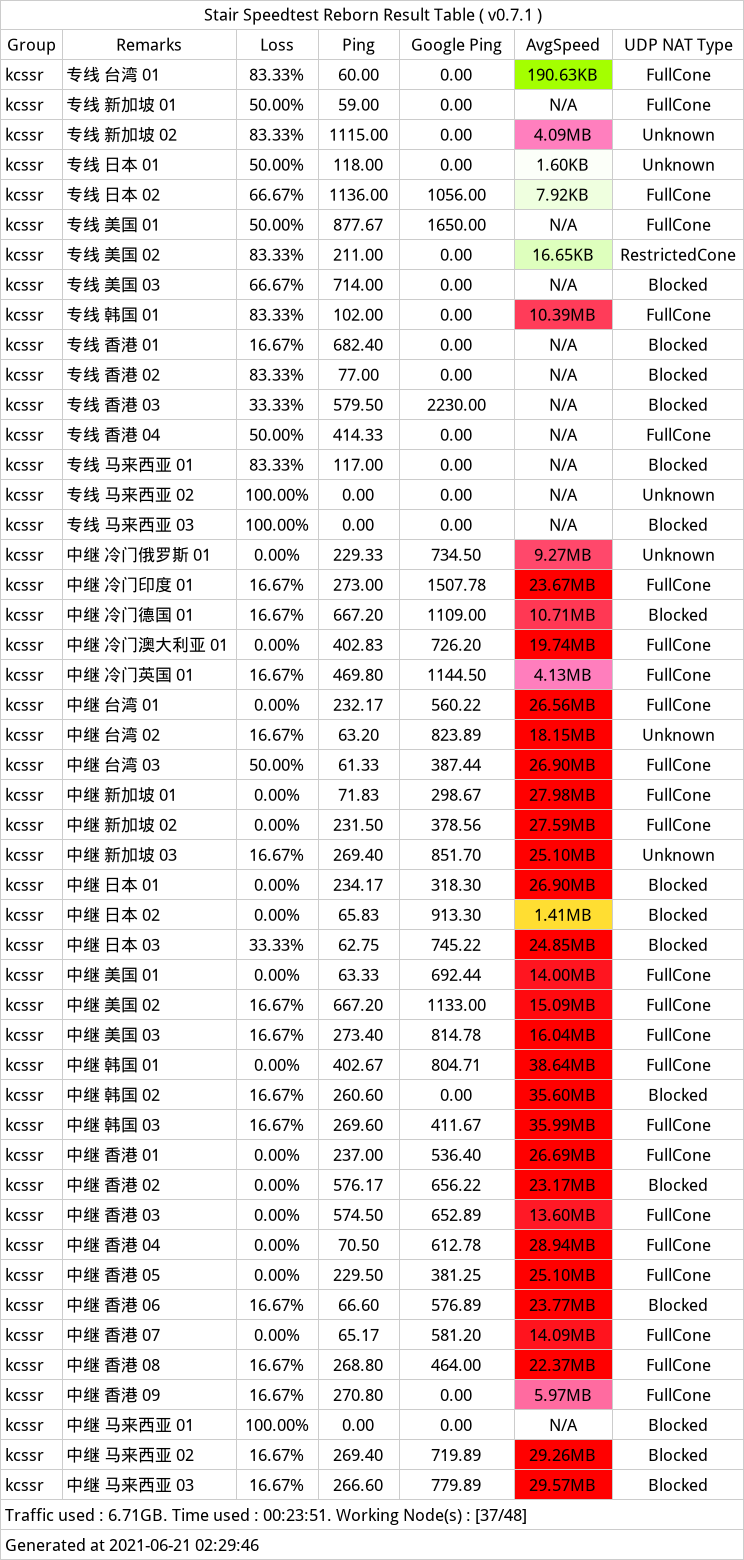 Stair Speedtest Reborn Result Table ( v0.7.1 )
Group Remarks Loss Ping Google Ping AvgSpeed UDP NAT Type
kcssr 专线 台湾 01 83.33% 60.00 0.00 190.63KB FullCone
kcssr 专线 新加坡 01 50.00% 59.00 0.00 N/A FullCone
kcssr 专线 新加坡 02 83.33% 1115.00 0.00 4.09MB Unknown
kcssr 专线 日本 01 50.00% 118.00 0.00 1.60KB Unknown
kcssr 专线 日本 02 66.67% 1136.00 1056.00 7.92KB FullCone
kcssr 专线 美国 01 50.00% 877.67 1650.00 N/A FullCone
kcssr 专线 美国 02 83.33% 211.00 0.00 16.65KB RestrictedCone
kcssr 专线 美国 03 66.67% 714.00 0.00 N/A Blocked
kcssr 专线 韩国 01 83.33% 102.00 0.00 10.39MB FullCone
kcssr 专线 香港 01 16.67% 682.40 0.00 N/A Blocked
kcssr 专线 香港 02 83.33% 77.00 0.00 N/A Blocked
kcssr 专线 香港 03 33.33% 579.50 2230.00 N/A Blocked
kcssr 专线 香港 04 50.00% 414.33 0.00 N/A FullCone
kcssr 专线 马来西亚 01 83.33% 117.00 0.00 N/A Blocked
kcssr 专线 马来西亚 02 100.00% 0.00 0.00 N/A Unknown
kcssr 专线 马来西亚 03 100.00% 0.00 0.00 N/A Blocked
kcssr 中继 冷门俄罗斯 01 0.00% 229.33 734.50 9.27MB Unknown
kcssr 中继 冷门印度 01 16.67% 273.00 1507.78 23.67MB FullCone
kcssr 中继 冷门德国 01 16.67% 667.20 1109.00 10.71MB Blocked
kcssr 中继 冷门澳大利亚 01 0.00% 402.83 726.20 19.74MB FullCone
kcssr 中继 冷门英国 01 16.67% 469.80 1144.50 4.13MB FullCone
kcssr 中继 台湾 01 0.00% 232.17 560.22 26.56MB FullCone
kcssr 中继 台湾 02 16.67% 63.20 823.89 18.15MB Unknown
kcssr 中继 台湾 03 50.00% 61.33 387.44 26.90MB FullCone
kcssr 中继 新加坡 01 0.00% 71.83 298.67 27.98MB FullCone
kcssr 中继 新加坡 02 0.00% 231.50 378.56 27.59MB FullCone
kcssr 中继 新加坡 03 16.67% 269.40 851.70 25.10MB Unknown
kcssr 中继 日本 01 0.00% 234.17 318.30 26.90MB Blocked
kcssr 中继 日本 02 0.00% 65.83 913.30 1.41MB Blocked
kcssr 中继 日本 03 33.33% 62.75 745.22 24.85MB Blocked
kcssr 中继 美国 01 0.00% 63.33 692.44 14.00MB FullCone
kcssr 中继 美国 02 16.67% 667.20 1133.00 15.09MB FullCone
kcssr 中继 美国 03 16.67% 273.40 814.78 16.04MB FullCone
kcssr 中继 韩国 01 0.00% 402.67 804.71 38.64MB FullCone
kcssr 中继 韩国 02 16.67% 260.60 0.00 35.60MB Blocked
kcssr 中继 韩国 03 16.67% 269.60 411.67 35.99MB FullCone
kcssr 中继 香港 01 0.00% 237.00 536.40 26.69MB FullCone
kcssr 中继 香港 02 0.00% 576.17 656.22 23.17MB Blocked
kcssr 中继 香港 03 0.00% 574.50 652.89 13.60MB FullCone
kcssr 中继 香港 04 0.00% 70.50 612.78 28.94MB FullCone
kcssr 中继 香港 05 0.00% 229.50 381.25 25.10MB FullCone
kcssr 中继 香港 06 16.67% 66.60 576.89 23.77MB Blocked
kcssr 中继 香港 07 0.00% 65.17 581.20 14.09MB FullCone
kcssr 中继 香港 08 16.67% 268.80 464.00 22.37MB FullCone
kcssr 中继 香港 09 16.67% 270.80 0.00 5.97MB FullCone
kcssr 中继 马来西亚 01 100.00% 0.00 0.00 N/A Blocked
kcssr 中继 马来西亚 02 16.67% 269.40 719.89 29.26MB Blocked
kcssr 中继 马来西亚 03 16.67% 266.60 779.89 29.57MB Blocked
Traffic used : 6.71GB. Time used : 00:23:51. Working Node(s) : [37/48]
Generated at 2021-06-21 02:29:46